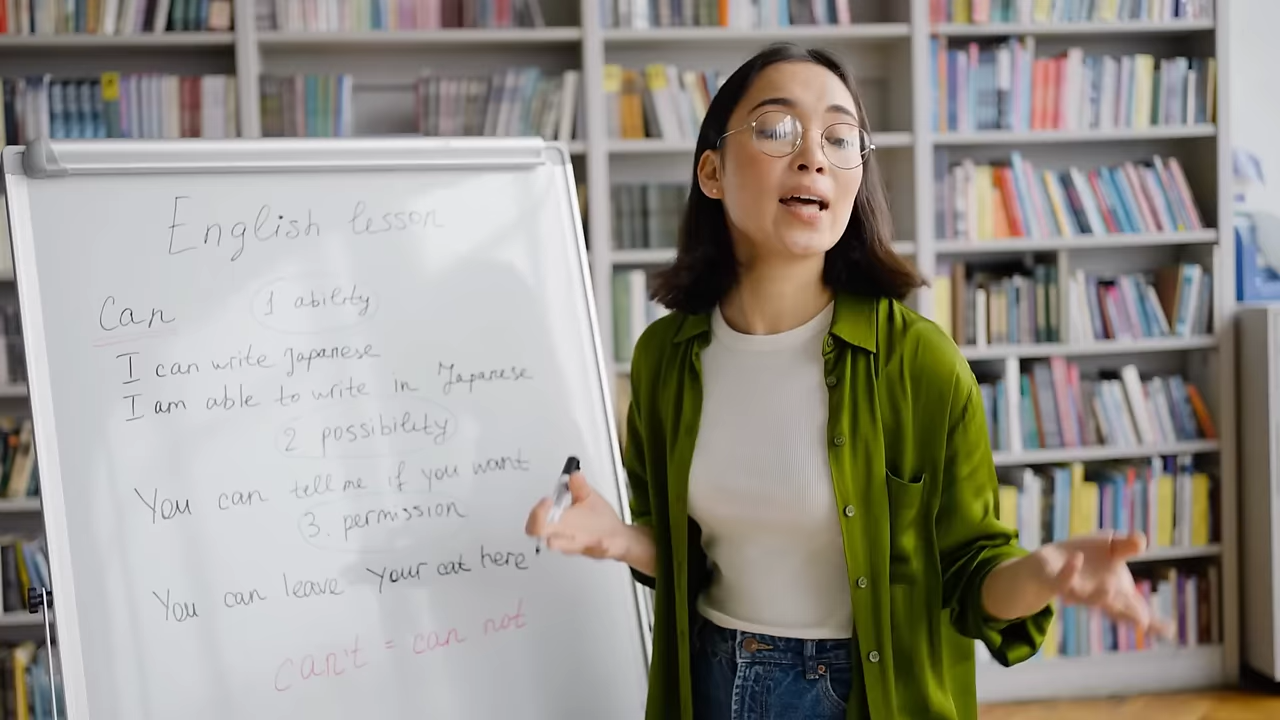 English lesson
Can
1 ability
I can write Japanese
I am able to write in Japanese
2 possibility
You can tell me if you want
3. permission
You can leave your cat here
can't = can not